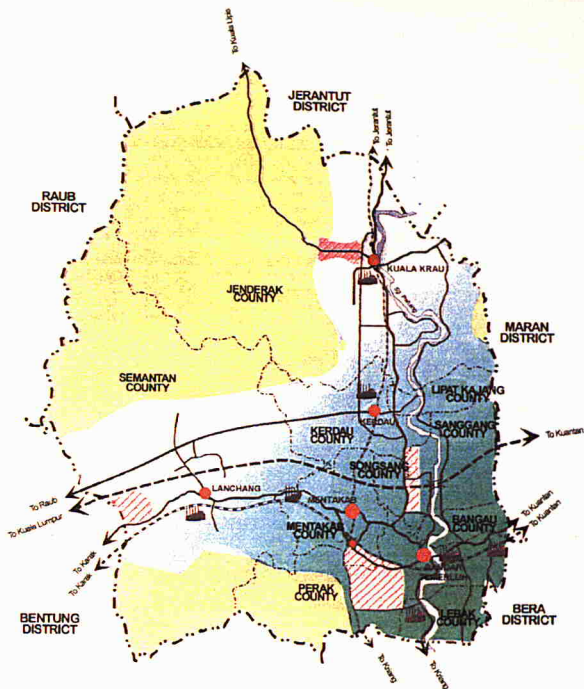 To Kuala Lipis
JERANTUT
DISTRICT
To Jerantut
To Jerantut
RAUB
DISTRICT
KUALA KRAU
JENDERAK
COUNTY
MARAN
DISTRICT
SEMANTAN
COUNTY
LIPAT KAJANG
COUNTY
KERDAU
KERDAU
COUNTY
SANGGANG
COUNTY
To Kuantan
SONGSANG
COUNTY
To Raub
LANCHANG
MENTAKAB
To Kuala Lumpur
MENTAKAB
COUNTY
BANGAU
COUNTY
To Kuantan
To Kuantan
To Karak
To Karak
PERAK
COUNTY
BENTUNG
DISTRICT
LEBAK
COUNTY
BERA
DISTRICT